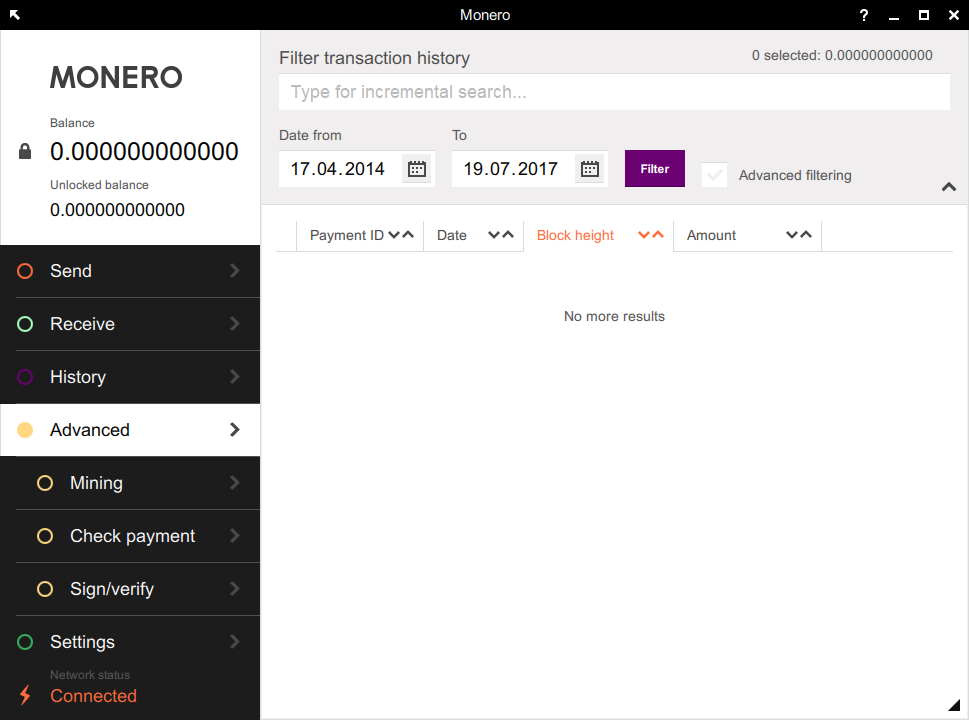 Monero
?
MONERO
Balance
0.000000000000
Unlocked balance
0.000000000000
Send
Receive
History
Advanced
Mining
Check payment
Sign/verify
Settings
Network status
Connected
Filter transaction history
0 selected: 0.000000000000
Type for incremental search...
Date from To
17.04.2014 19.07.2017 Filter Advanced filtering
Payment ID Date Block height Amount
No more results